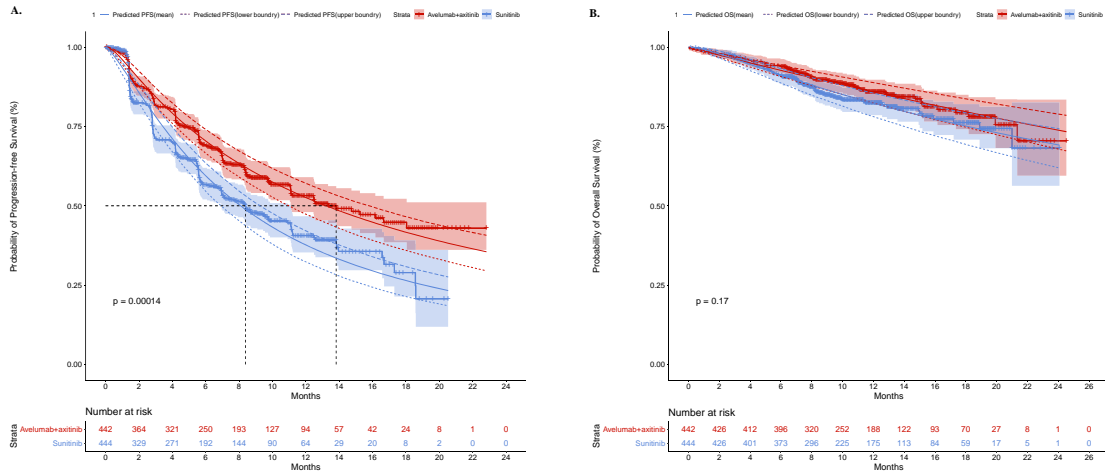 A.
1 Predicted PFS(mean) Predicted PFS(lower boundry) Predicted PFS(upper boundry) Strata Avelumab+axitinib Sunitinib
Probability of Progression-free Survival (%)
1.00
0.75
0.50
0.25
0.00
p = 0.00014
0 2 4 6 8 10 12 14 16 18 20 22 24
Months
Number at risk
Strata
Avelumab+axitinib 442 364 321 250 193 127 94 57 42 24 8 1 0
Sunitinib 444 329 271 192 144 90 64 29 20 8 2 0 0
0 2 4 6 8 10 12 14 16 18 20 22 24
Months
B.
1 Predicted OS(mean) Predicted OS(lower boundry) Predicted OS(upper boundry) Strata Avelumab+axitinib Sunitinib
Probability of Overall Survival (%)
1.00
0.75
0.50
0.25
0.00
p = 0.17
0 2 4 6 8 10 12 14 16 18 20 22 24 26
Months
Number at risk
Strata
Avelumab+axitinib 442 426 412 396 320 252 188 122 93 70 27 8 1 0
Sunitinib 444 426 401 373 296 225 175 113 84 59 17 5 1 0
0 2 4 6 8 10 12 14 16 18 20 22 24 26
Months